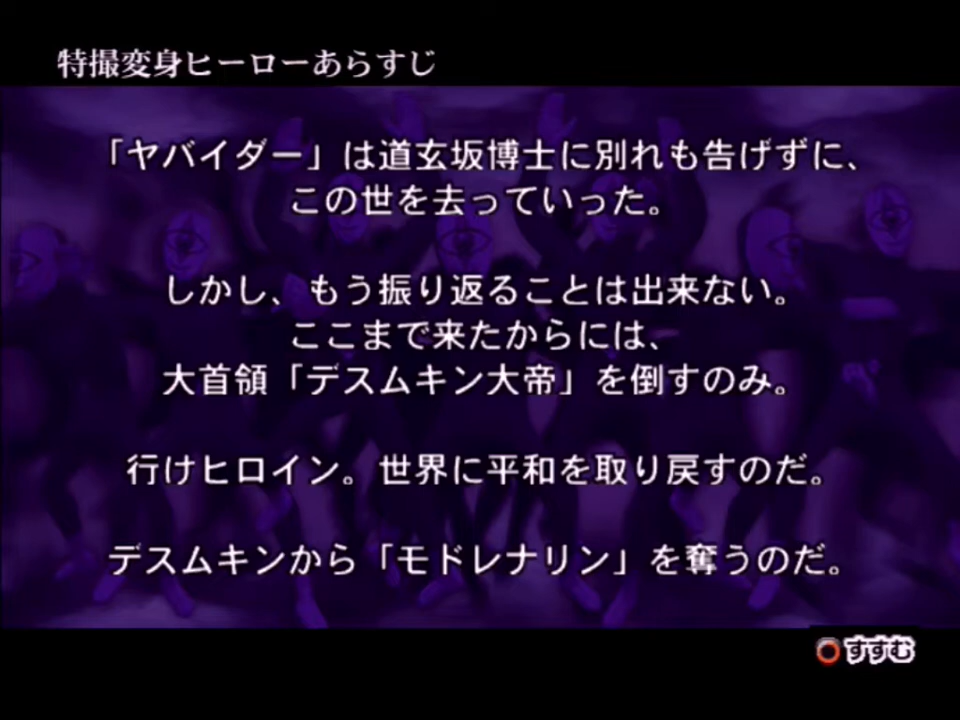 特撮変身ヒーローあらすじ
「ヤバイダー」は道玄坂博士に別れも告げずに、
この世を去っていった。
しかし、もう振り返ることは出来ない。
ここまで来たからには、
大首領「デスムキン大帝」を倒すのみ。
行けヒロイン。世界に平和を取り戻すのだ。
デスムキンから「モドレナリン」を奪うのだ。
すすむ